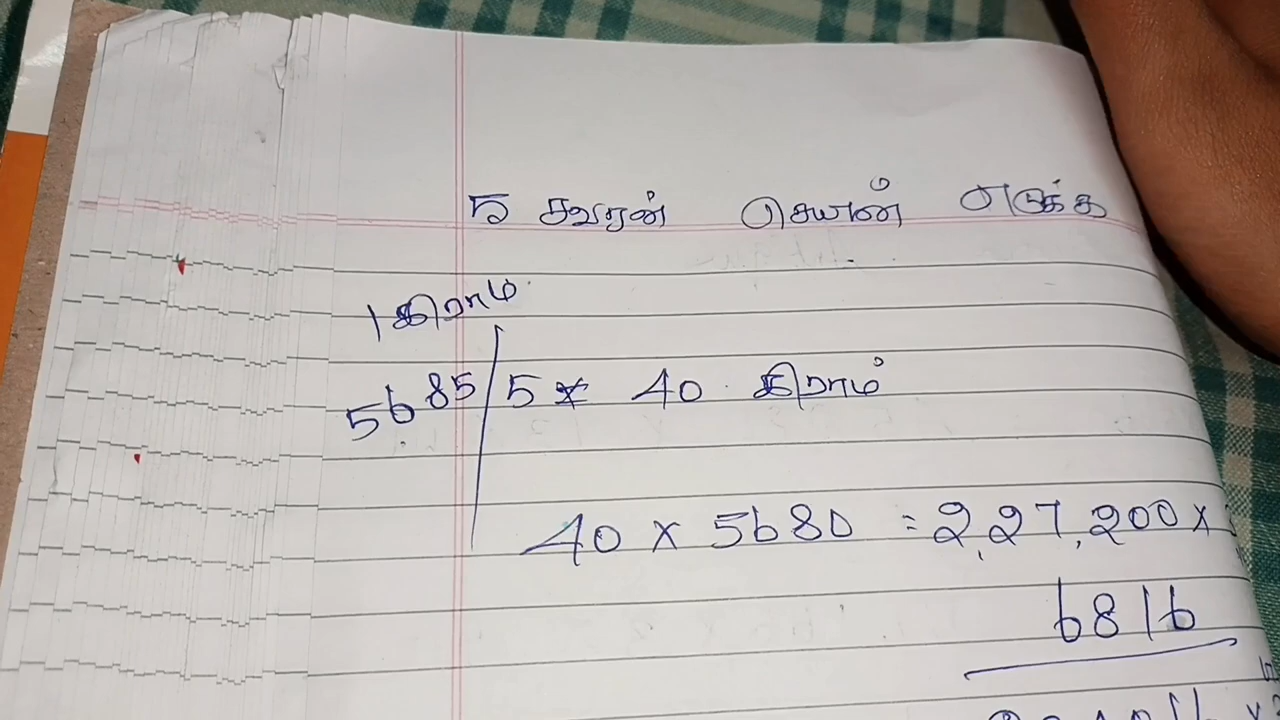 5 சவரன் செயின் எடுக்க
1 கிராம்
5685 5 * 40 கிராம்
40 x 5680 = 2,27,200 x
6816